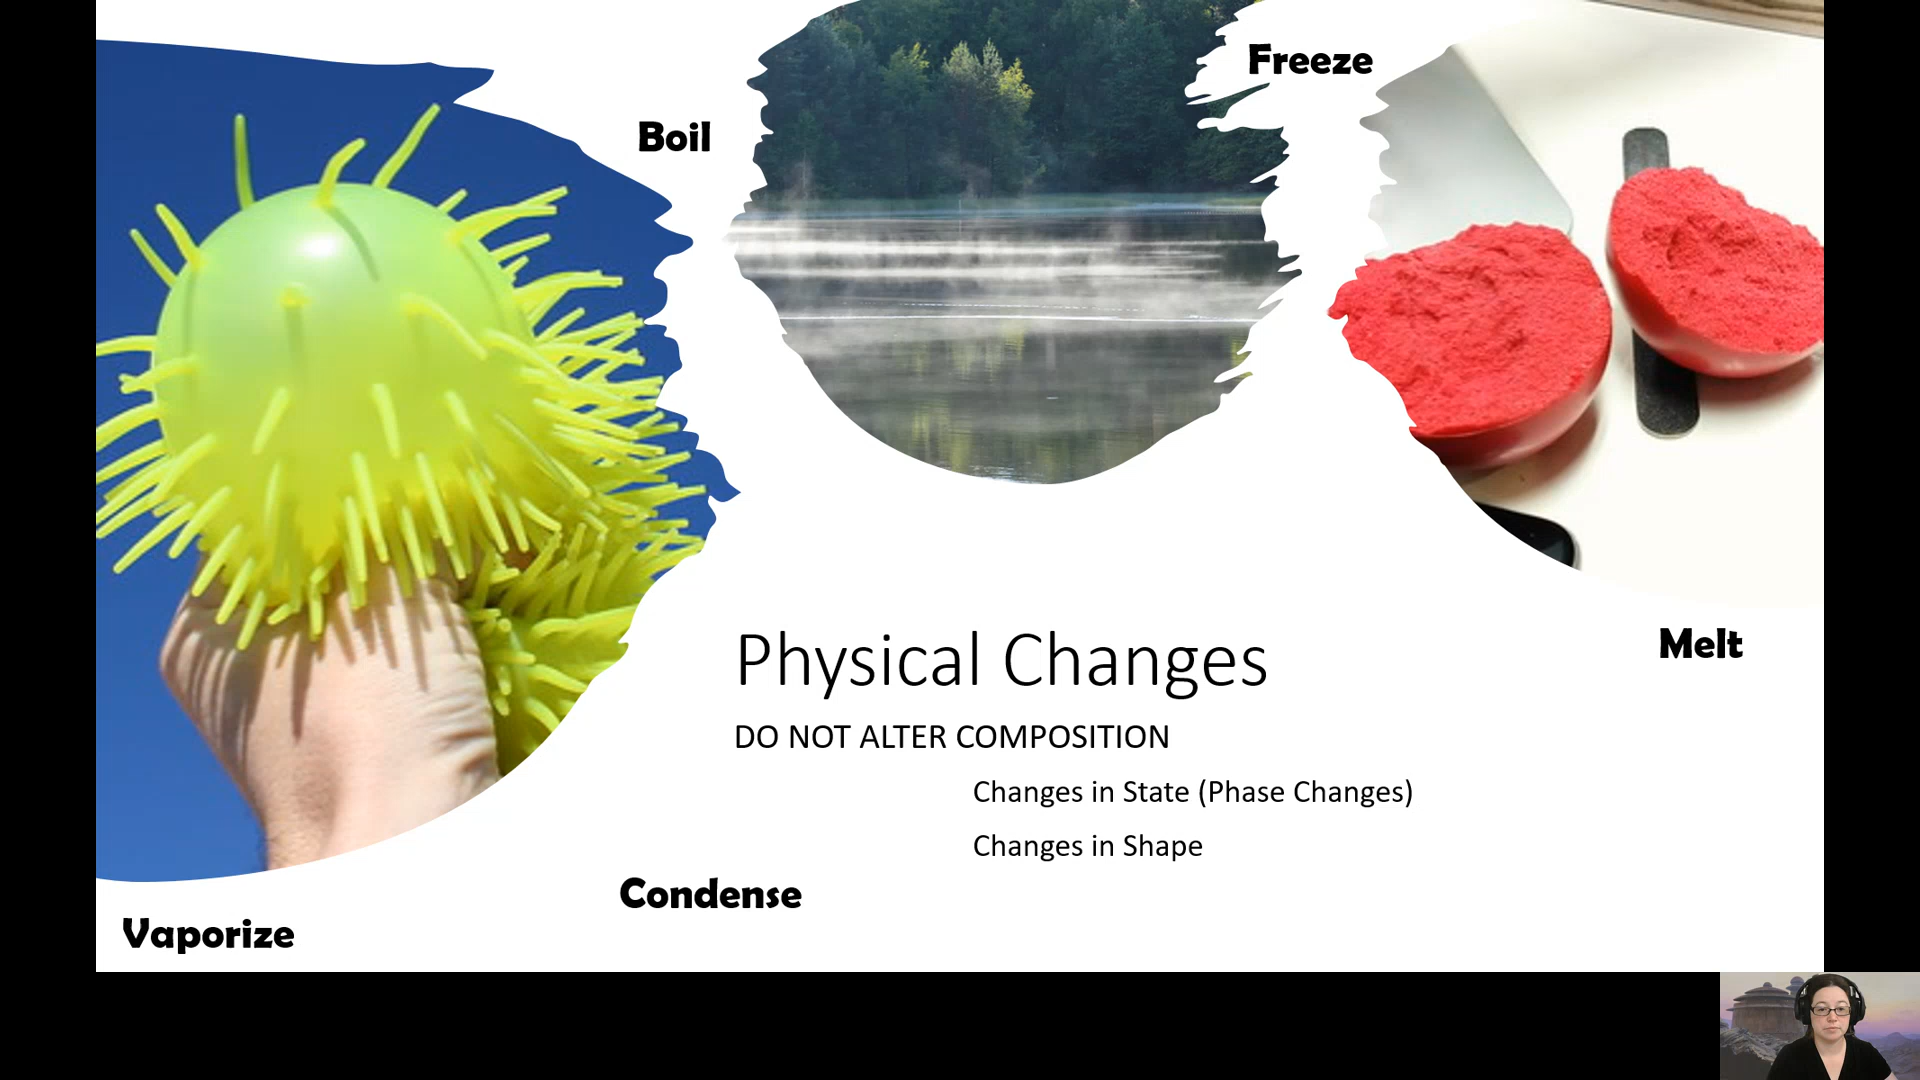 Freeze
Boil
Physical Changes
Melt
DO NOT ALTER COMPOSITION
Changes in State (Phase Changes)
Changes in Shape
Condense
Vaporize